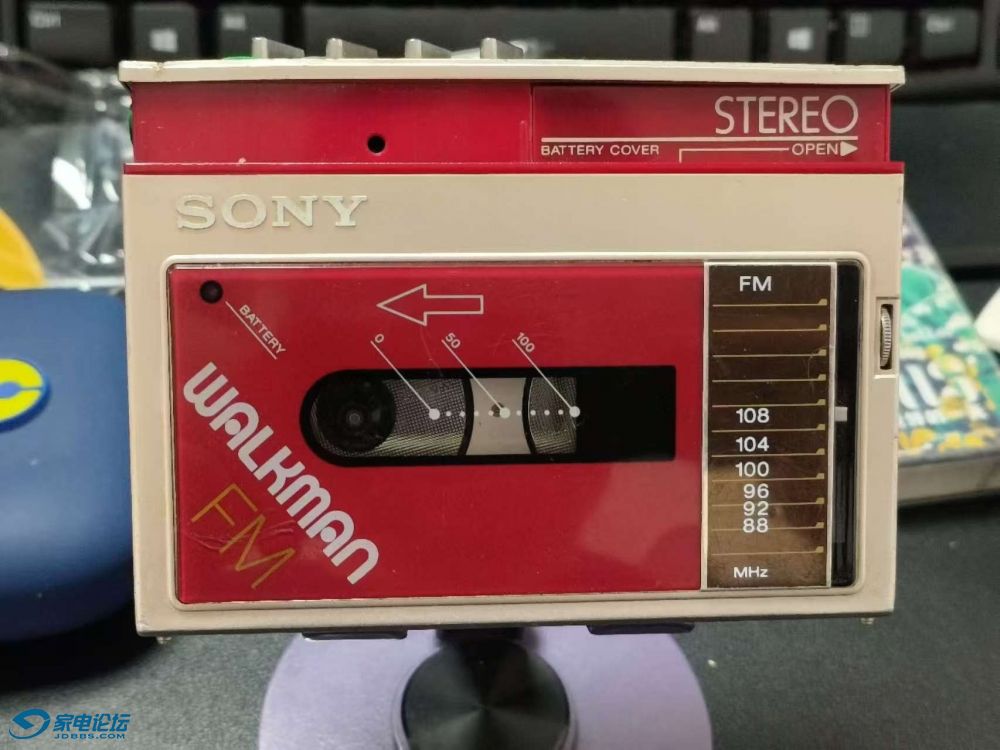 STEREO
BATTERY COVER
OPEN
SONY
FM
BATTERY
0
50
100
WALKMAN
FM
108
104
100
96
92
88
MHz
家电论坛
JDBBS.COM